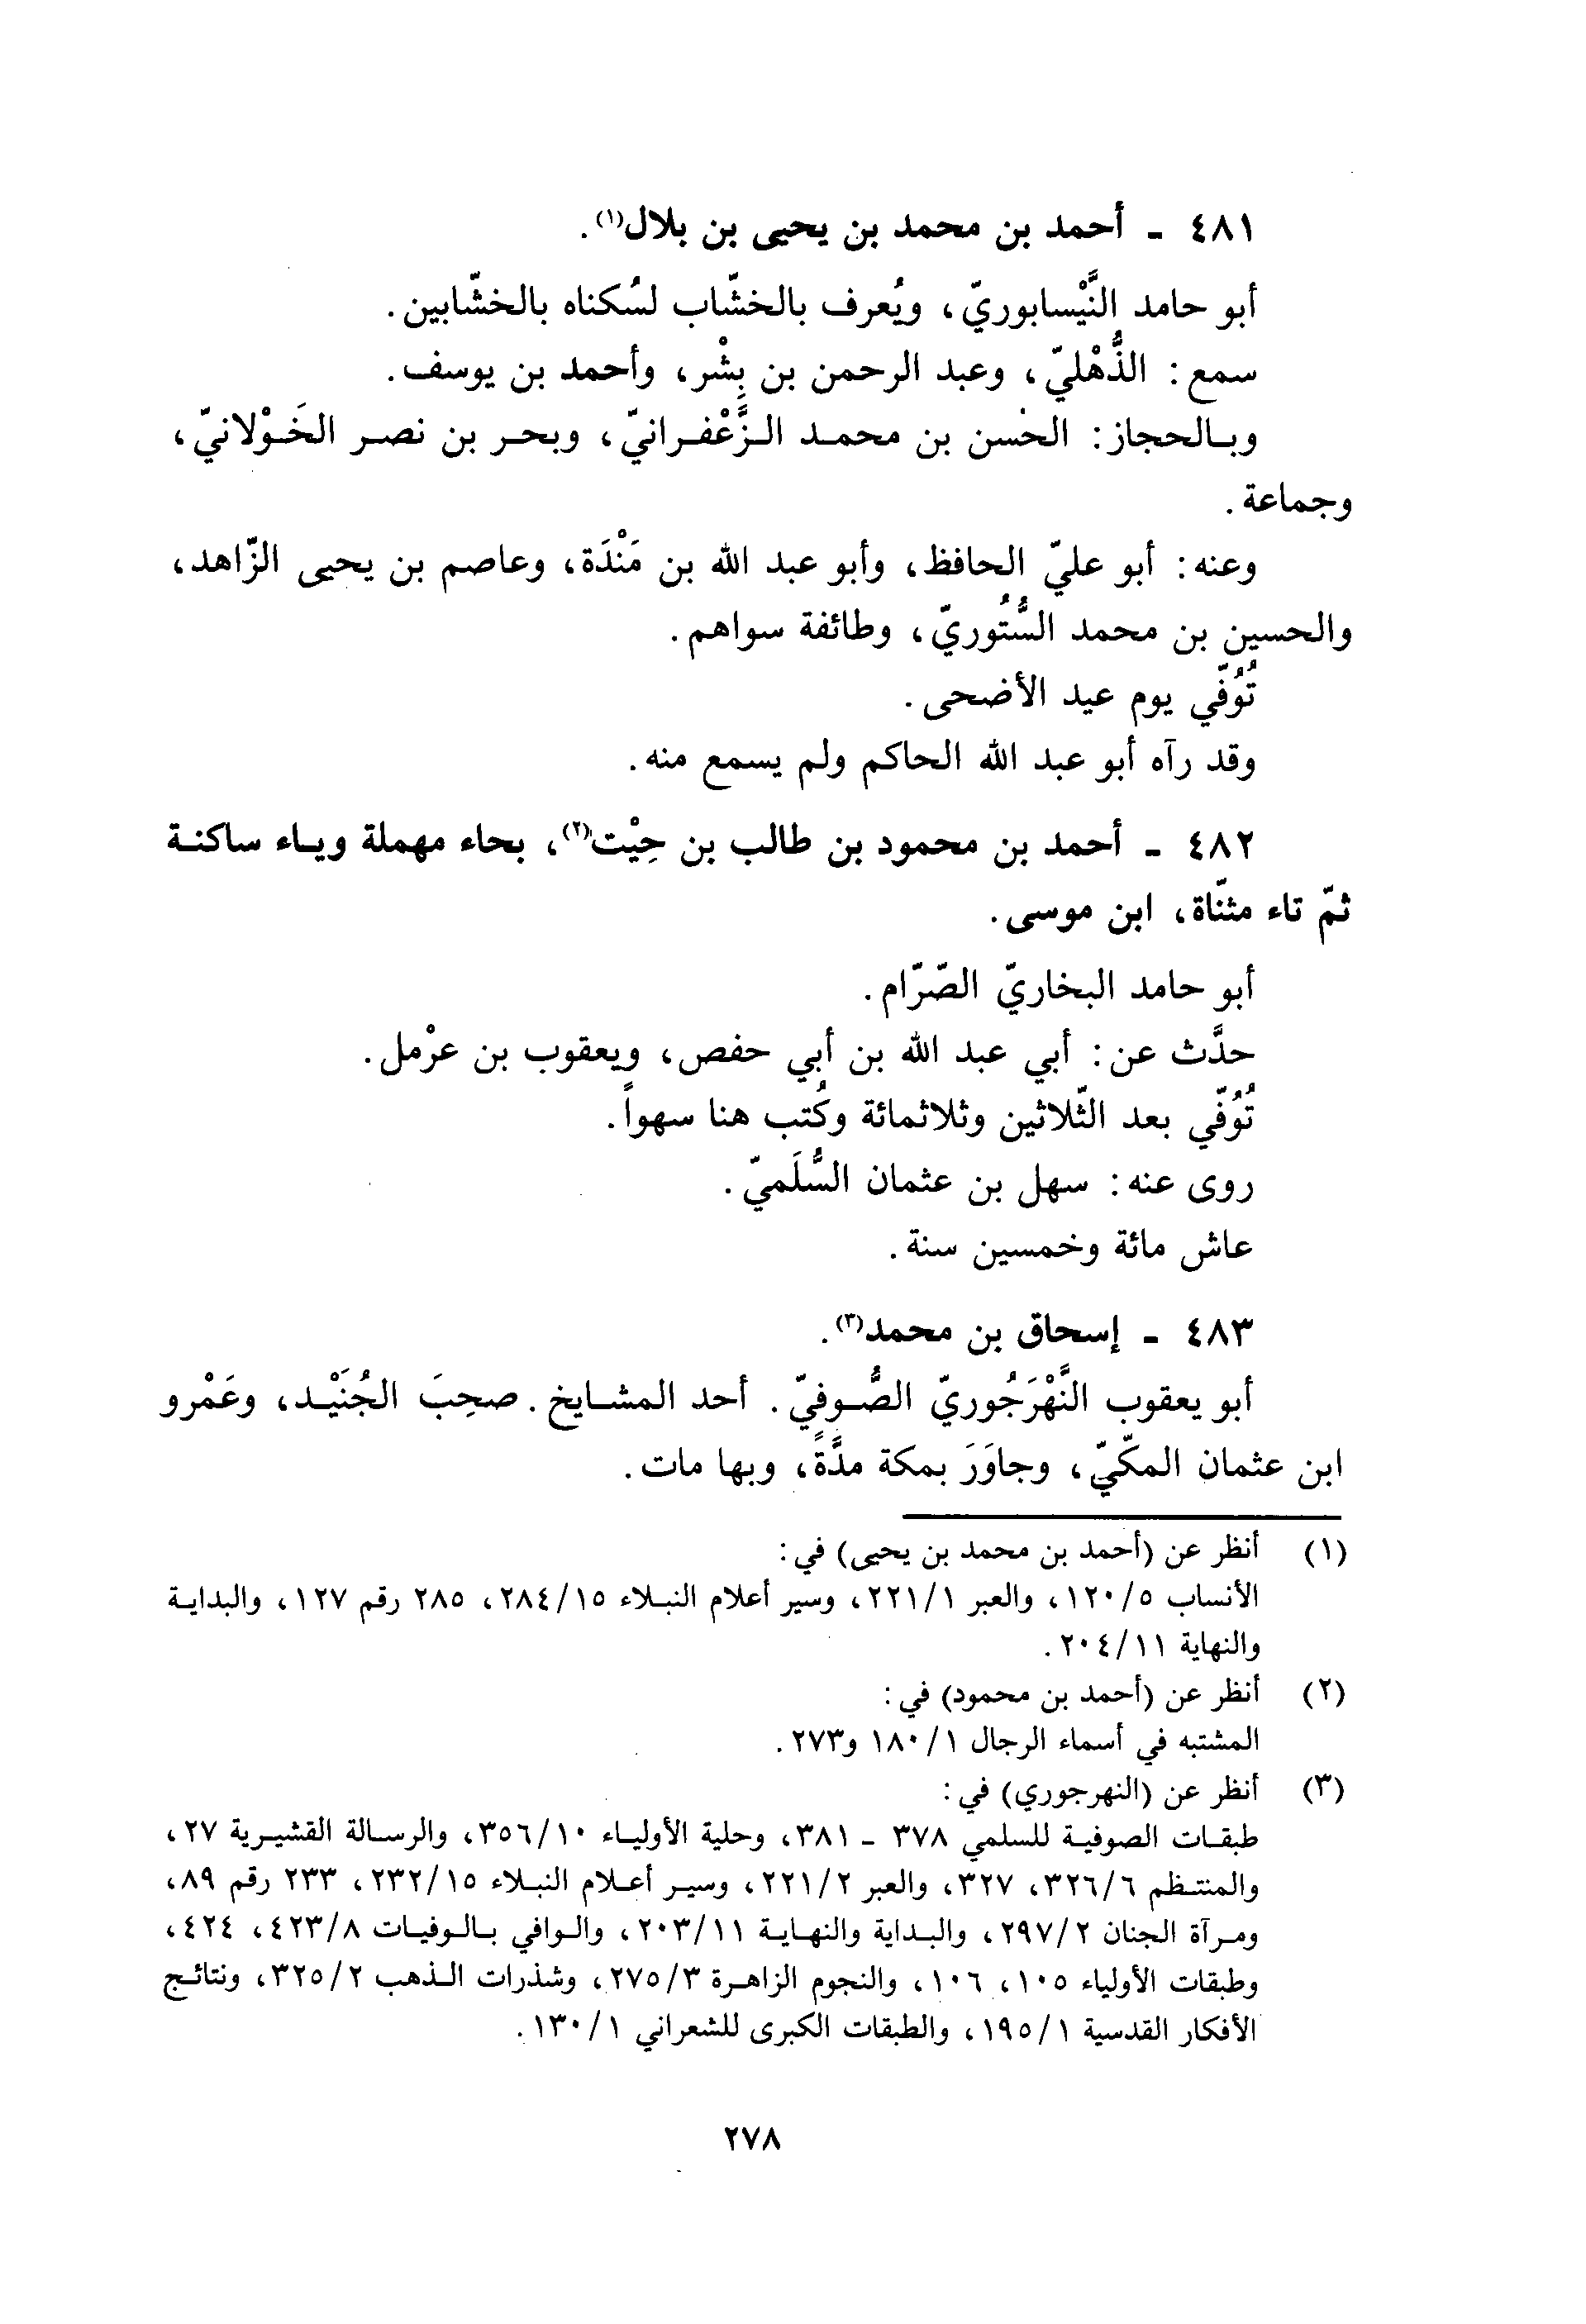 ٤٨١ - أحمد بن محمد بن يحيى بن بلال(١).
أبو حامد النَّيْسابوريّ، ويُعرف بالخشّاب لسُكناه بالخشّابين.
سمع: الذُّهْليّ، وعبد الرحمن بن بِشْر، وأحمد بن يوسف.
وبالحجاز: الحسن بن محمد الزَّعْفرانيّ، وبحر بن نصر الخَوْلانيّ،
وجماعة.
وعنه: أبو عليّ الحافظ، وأبو عبد الله بن مَنْدَة، وعاصم بن يحيى الزّاهد،
والحسين بن محمد السُّتُوريّ، وطائفة سواهم.
تُوُفّي يوم عيد الأضحى.
وقد رآه أبو عبد الله الحاكم ولم يسمع منه.
٤٨٢ - أحمد بن محمود بن طالب بن حِيْت(٢)، بحاء مهملة وياء ساكنة
ثمّ تاء مثنّاة، ابن موسى.
أبو حامد البخاريّ الصّرّام.
حدَّث عن: أبي عبد الله بن أبي حفص، ويعقوب بن عرْمل.
تُوُفّي بعد الثّلاثين وثلاثمائة وكُتب هنا سهواً.
روى عنه: سهل بن عثمان السُّلَميّ.
عاش مائة وخمسين سنة.
٤٨٣ - إسحاق بن محمد(٣).
أبو يعقوب النَّهْرَجُوريّ الصُّوفيّ. أحد المشايخ. صحِبَ الجُنَيْد، وعَمْرو
ابن عثمان المكّيّ، وجاوَرَ بمكة مدَّةً، وبها مات.
(١) أنظر عن (أحمد بن محمد بن يحيى) في:
الأنساب ١٢٠/٥، والعبر ٢٢١/١، وسير أعلام النبلاء ٢٨٤/١٥، ٢٨٥ رقم ١٢٧، والبداية
والنهاية ٢٠٤/١١.
(٢) أنظر عن (أحمد بن محمود) في:
المشتبه في أسماء الرجال ١٨٠/١ و٢٧٣.
(٣) أنظر عن (النهرجوري) في:
طبقات الصوفية للسلمي ٣٧٨ - ٣٨١، وحلية الأولياء ٣٥٦/١٠، والرسالة القشيرية ٢٧،
والمنتظم ٣٢٦/٦، ٣٢٧، والعبر ٢٢١/٢، وسير أعلام النبلاء ٢٣٢/١٥، ٢٣٣ رقم ٨٩،
ومرآة الجنان ٢٩٧/٢، والبداية والنهاية ٢٠٣/١١، والوافي بالوفيات ٤٢٣/٨، ٤٢٤،
وطبقات الأولياء ١٠٥، ١٠٦، والنجوم الزاهرة ٢٧٥/٣، وشذرات الذهب ٣٢٥/٢، ونتائج
الأفكار القدسية ١٩٥/١، والطبقات الكبرى للشعراني ١٣٠/١.
٢٧٨